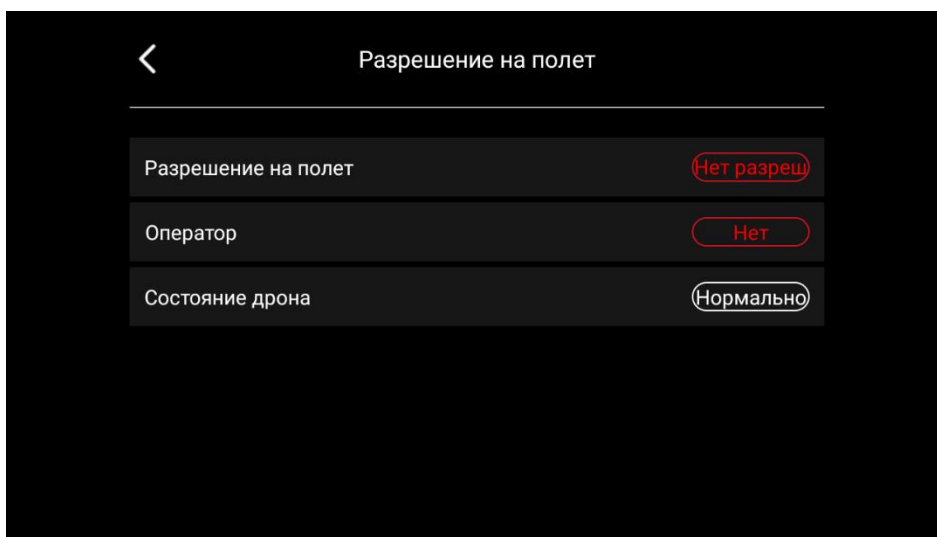 Разрешение на полет
Разрешение на полет Нет разреш
Оператор Нет
Состояние дрона Нормально